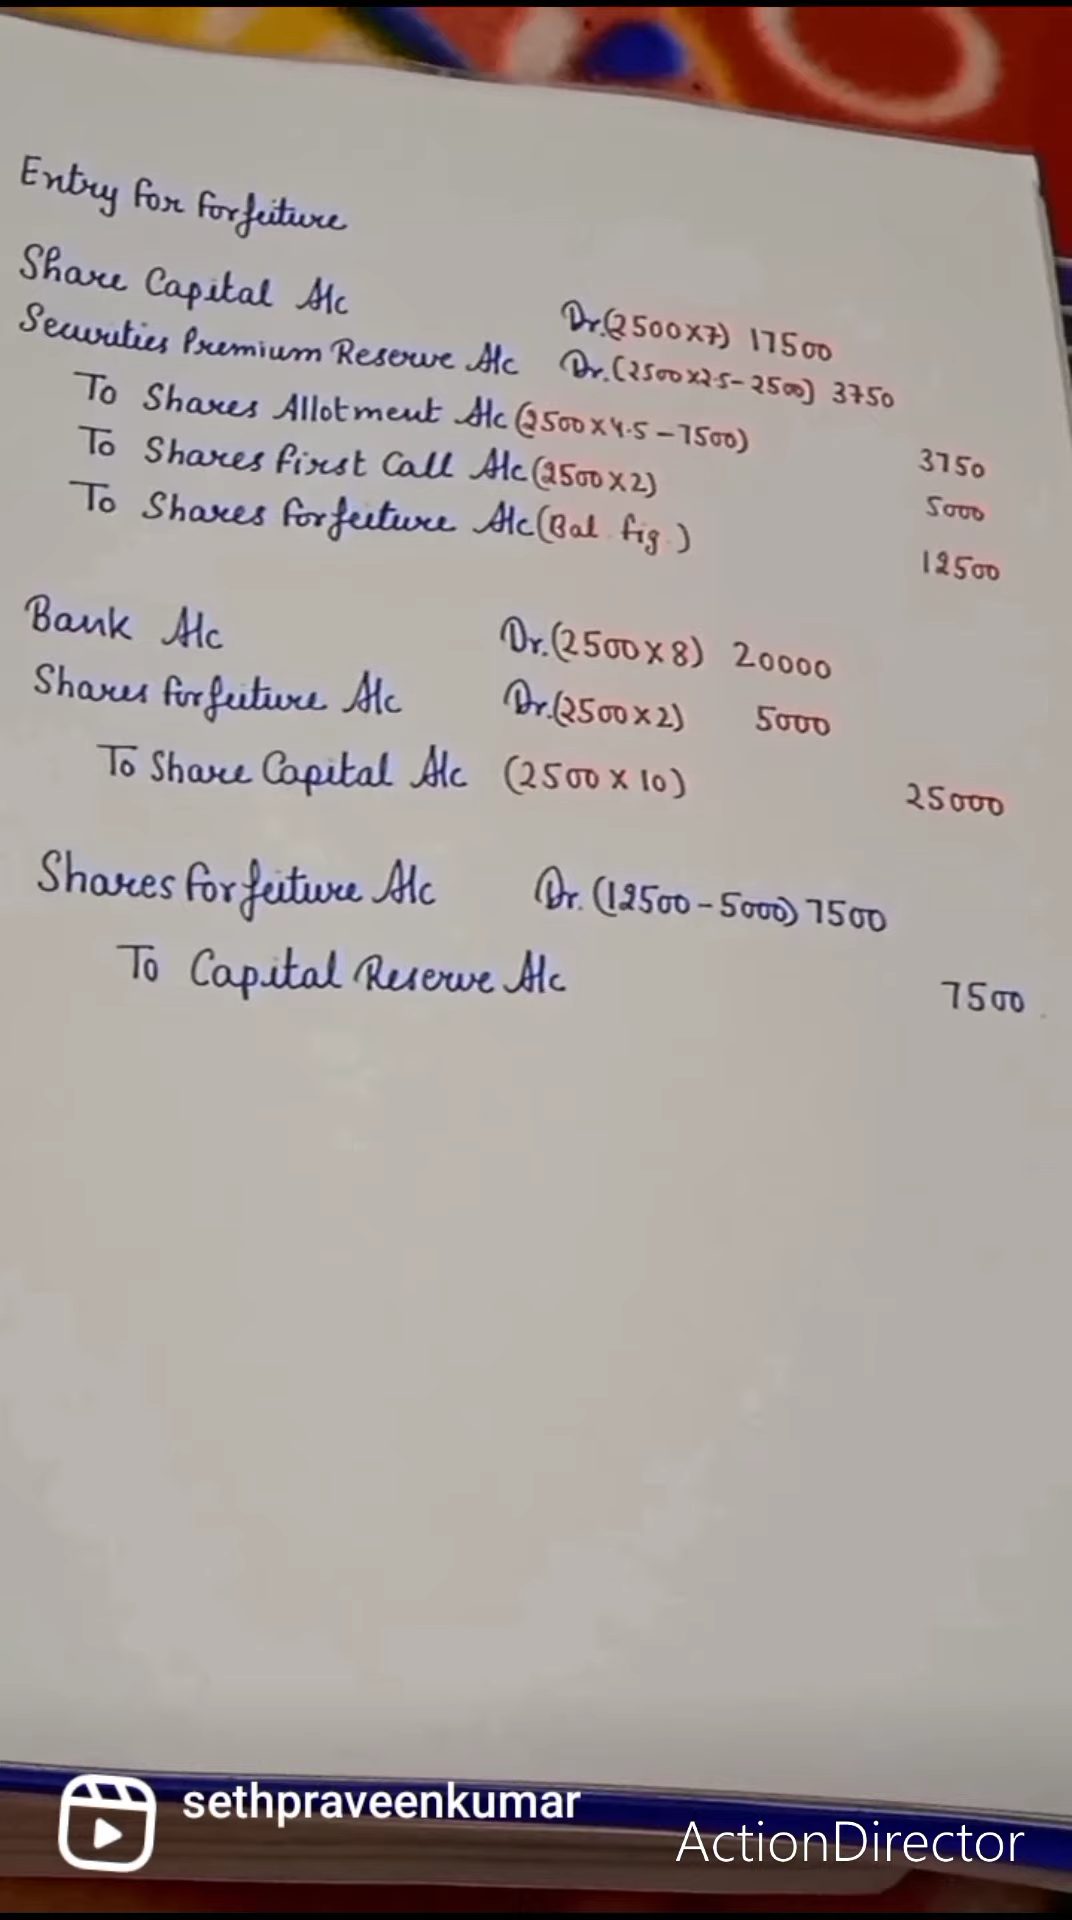 Entry for forfeiture
Share Capital A/c Dr.(2500x7) 17500
Securities Premium Reserve A/c Dr.(2500x2.5-2500) 3750
To Shares Allotment A/c (2500x4.5-7500) 3750
To Shares first Call A/c (2500x2) 5000
To Shares forfeiture A/c (Bal. fig.) 12500
Bank A/c Dr.(2500x8) 20000
Shares forfeiture A/c Dr.(2500x2) 5000
To Share Capital A/c (2500x10) 25000
Shares forfeiture A/c Dr. (12500-5000) 7500
To Capital Reserve A/c 7500
sethpraveenkumar
ActionDirector